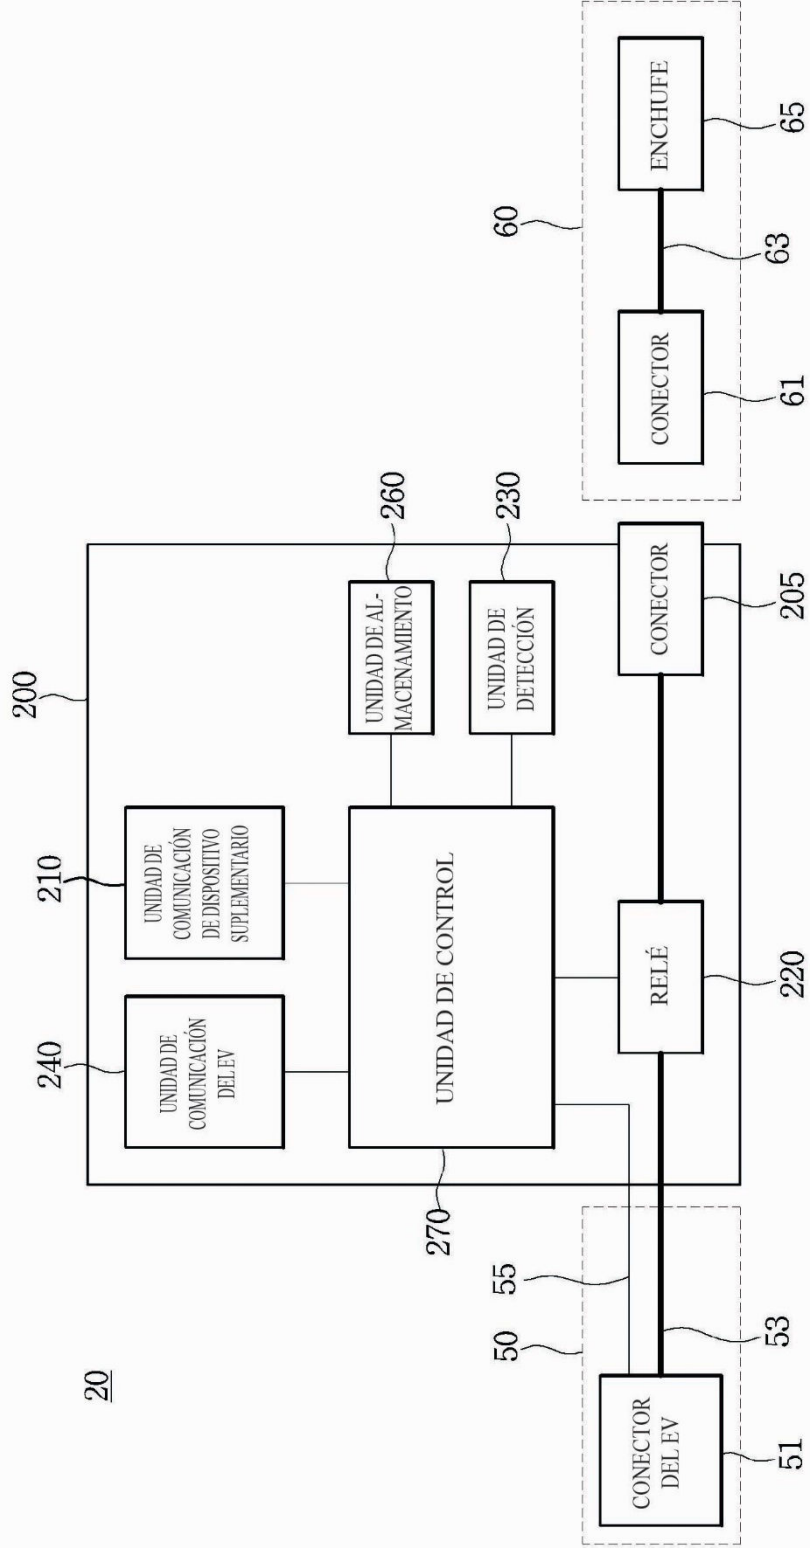 20
200
210
UNIDAD DE
COMUNICACIÓN
DE DISPOSITIVO
SUPLEMENTARIO
240
UNIDAD DE
COMUNICACIÓN
DEL EV
260
UNIDAD DE AL-
MACENAMIENTO
230
UNIDAD DE
DETECCIÓN
UNIDAD DE CONTROL
270
RELÉ
220
CONECTOR
205
50
55
53
CONECTOR
DEL EV
51
60
CONECTOR
61
63
ENCHUFE
65